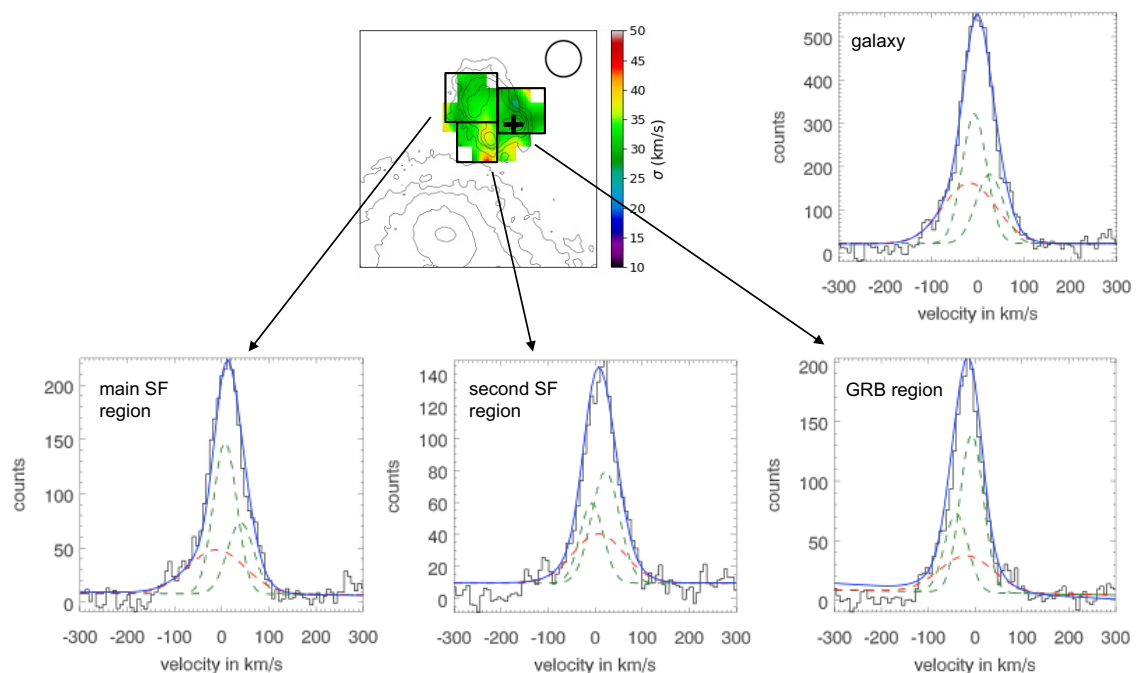 50
45
40
35
30
25
20
15
10
σ (km/s)
galaxy
500
400
300
200
100
0
counts
-300 -200 -100 0 100 200 300
velocity in km/s
main SF
region
200
150
100
50
0
counts
-300 -200 -100 0 100 200 300
velocity in km/s
second SF
region
140
120
100
80
60
40
20
0
counts
-300 -200 -100 0 100 200 300
velocity in km/s
GRB region
200
150
100
50
0
counts
-300 -200 -100 0 100 200 300
velocity in km/s